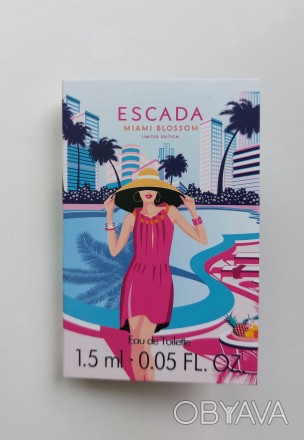 ESCADA
MIAMI BLOSSOM
LIMITED EDITION
Eau de Toilette
1.5 ml · 0.05 FL. OZ.
OBYAVA